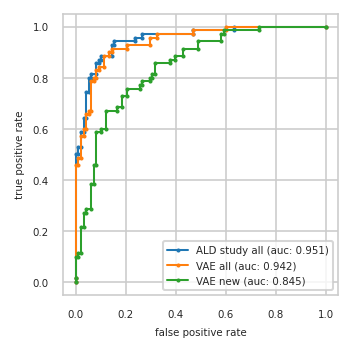 1.0
0.8
0.6
0.4
0.2
0.0
true positive rate
ALD study all (auc: 0.951)
VAE all (auc: 0.942)
VAE new (auc: 0.845)
0.0 0.2 0.4 0.6 0.8 1.0
false positive rate